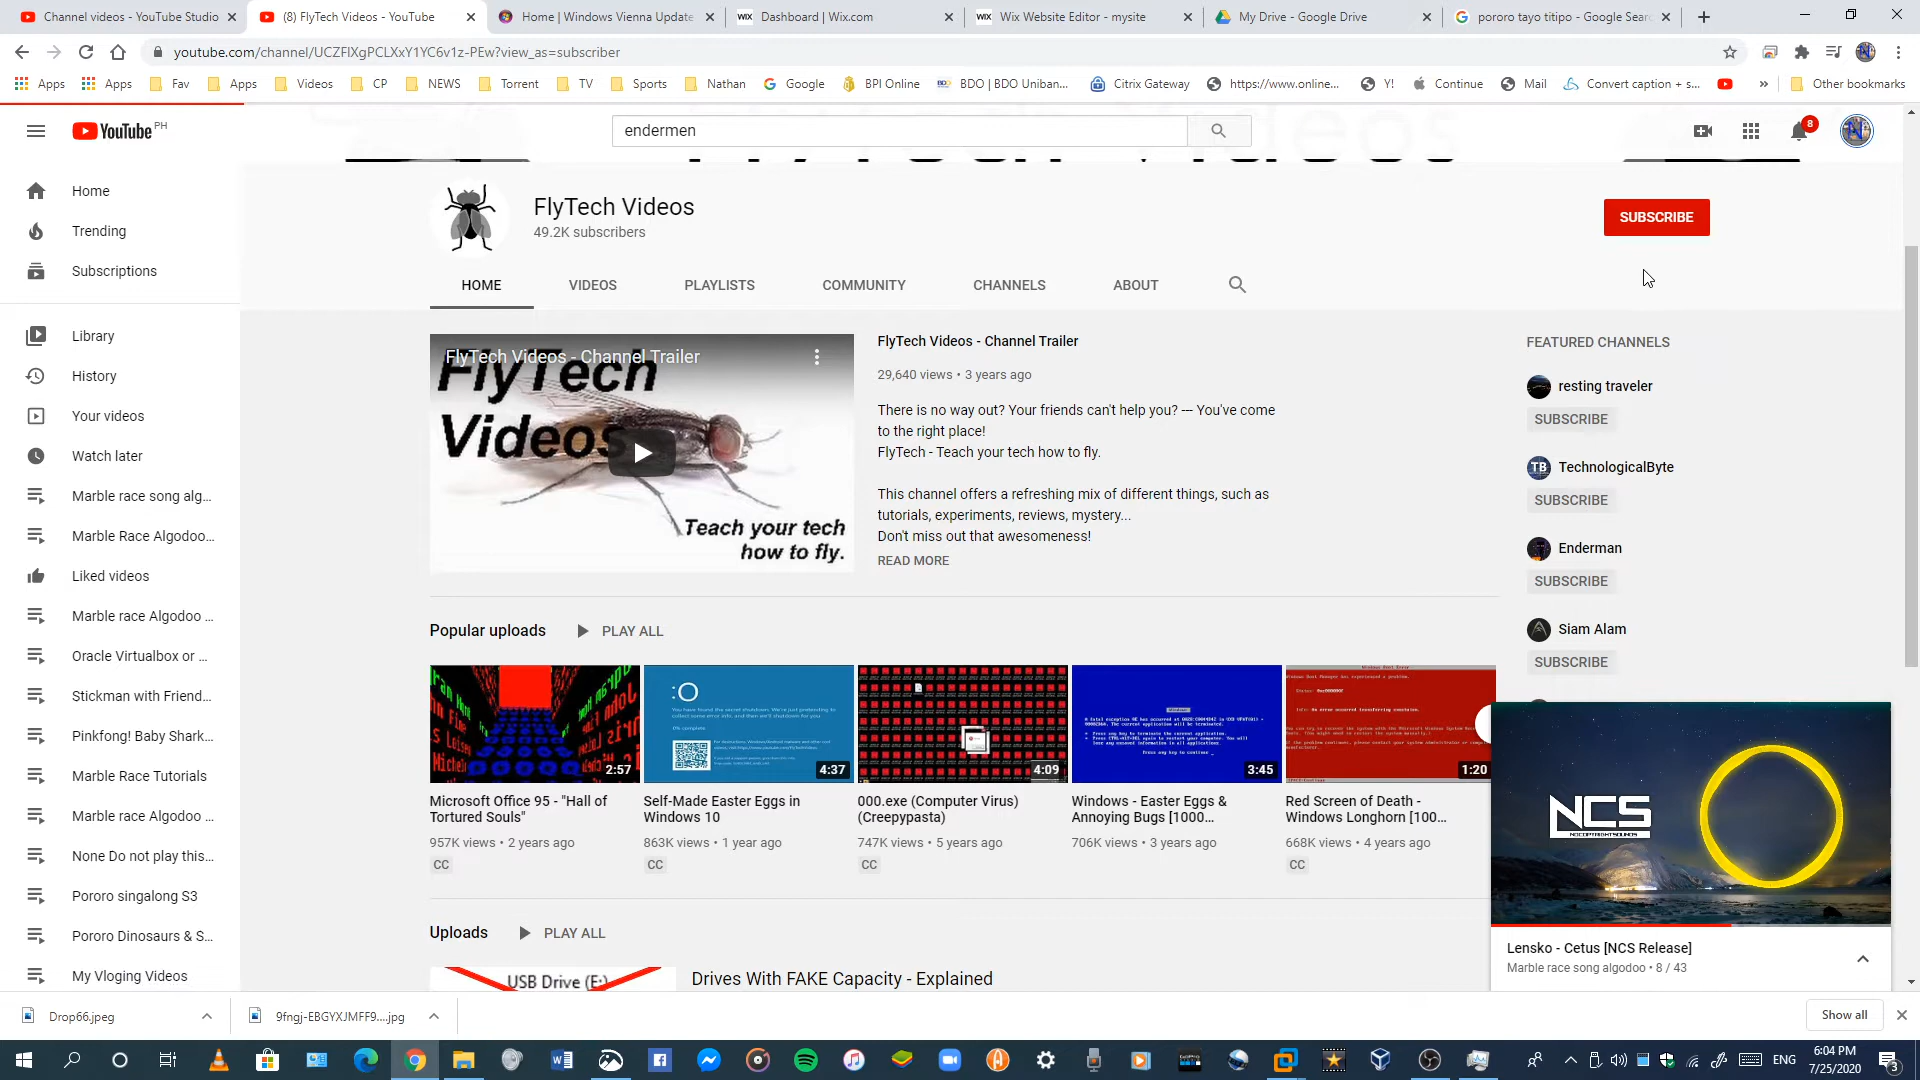 Channel videos - YouTube Studio
(8) FlyTech Videos - YouTube
Home | Windows Vienna Update
WIX Dashboard | Wix.com
WIX Wix Website Editor - mysite
My Drive - Google Drive
pororo tayo titipo - Google Sear
youtube.com/channel/UCZFIXgPCLXxY1YC6v1z-PEw?view_as=subscriber
Apps
Apps
Fav
Apps
Videos
CP
NEWS
Torrent
TV
Sports
Nathan
Google
BPI Online
BDO | BDO Uniban...
Citrix Gateway
https://www.online...
Y!
Continue
Mail
Convert caption + s...
Other bookmarks
YouTube PH
endermen
8
FlyTech Videos
49.2K subscribers
SUBSCRIBE
HOME
VIDEOS
PLAYLISTS
COMMUNITY
CHANNELS
ABOUT
Home
Trending
Subscriptions
Library
History
Your videos
Watch later
Marble race song alg...
Marble Race Algodoo...
Liked videos
Marble race Algodoo ...
Oracle Virtualbox or ...
Stickman with Friend...
Pinkfong! Baby Shark...
Marble Race Tutorials
Marble race Algodoo ...
None Do not play this...
Pororo singalong S3
Pororo Dinosaurs & S...
My Vloging Videos
FlyTech Videos - Channel Trailer
FlyTech
Videos
Teach your tech
how to fly.
FlyTech Videos - Channel Trailer
29,640 views • 3 years ago
There is no way out? Your friends can't help you? --- You've come
to the right place!
FlyTech - Teach your tech how to fly.
This channel offers a refreshing mix of different things, such as
tutorials, experiments, reviews, mystery...
Don't miss out that awesomeness!
READ MORE
FEATURED CHANNELS
resting traveler
SUBSCRIBE
TB TechnologicalByte
SUBSCRIBE
Enderman
SUBSCRIBE
Siam Alam
SUBSCRIBE
Popular uploads
PLAY ALL
2:57
:O
4:37
4:09
3:45
1:20
Microsoft Office 95 - "Hall of
Tortured Souls"
957K views • 2 years ago
CC
Self-Made Easter Eggs in
Windows 10
863K views • 1 year ago
CC
000.exe (Computer Virus)
(Creepypasta)
747K views • 5 years ago
CC
Windows - Easter Eggs &
Annoying Bugs [1000...
706K views • 3 years ago
Red Screen of Death -
Windows Longhorn [100...
668K views • 4 years ago
CC
NCS
NOCOPYRIGHTSOUNDS
Lensko - Cetus [NCS Release]
Marble race song algodoo • 8 / 43
Uploads
PLAY ALL
USB Drive (E:)
Drives With FAKE Capacity - Explained
Drop66.jpeg
9fngj-EBGYXJMFF9....jpg
Show all
ENG
6:04 PM
7/25/2020
3